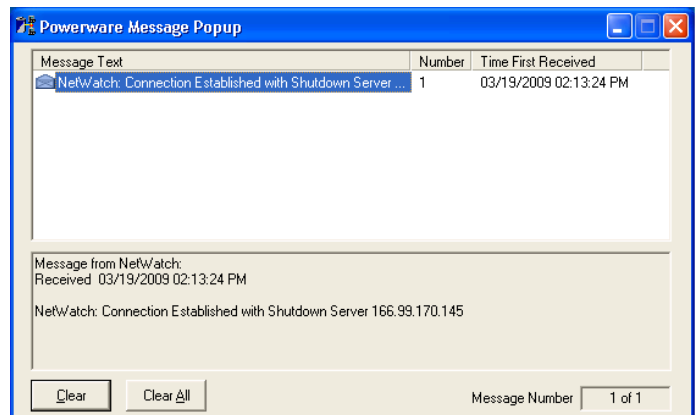 Powerware Message Popup
Message Text Number Time First Received
NetWatch: Connection Established with Shutdown Server ... 1 03/19/2009 02:13:24 PM
Message from NetWatch:
Received 03/19/2009 02:13:24 PM
NetWatch: Connection Established with Shutdown Server 166.99.170.145
Clear Clear All Message Number 1 of 1